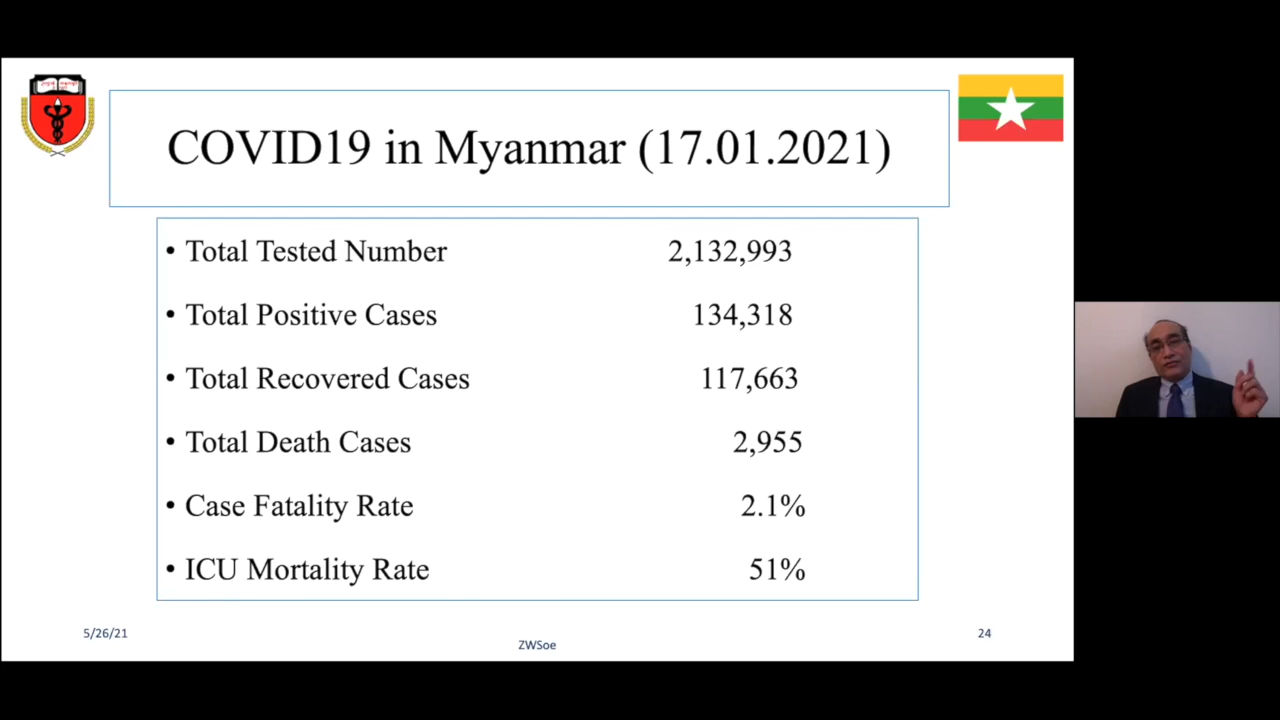 COVID19 in Myanmar (17.01.2021)
• Total Tested Number 2,132,993
• Total Positive Cases 134,318
• Total Recovered Cases 117,663
• Total Death Cases 2,955
• Case Fatality Rate 2.1%
• ICU Mortality Rate 51%
5/26/21
ZWSoe
24